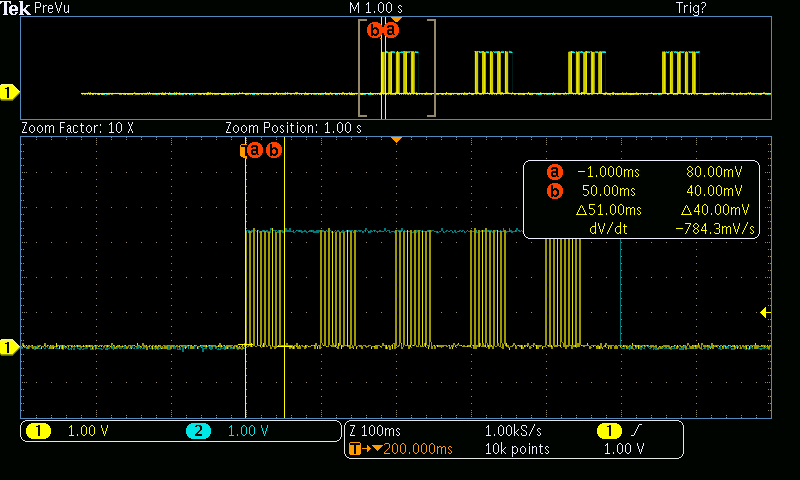 Tek PreVu M 1.00 s Trig?
b a
1
Zoom Factor: 10 X Zoom Position: 1.00 s
T a b
a −1.000ms 80.00mV
b 50.00ms 40.00mV
Δ51.00ms Δ40.00mV
dV/dt −784.3mV/s
1
1 1.00 V 2 1.00 V Z 100ms 1.00kS/s 1
T→▼200.000ms 10k points 1.00 V